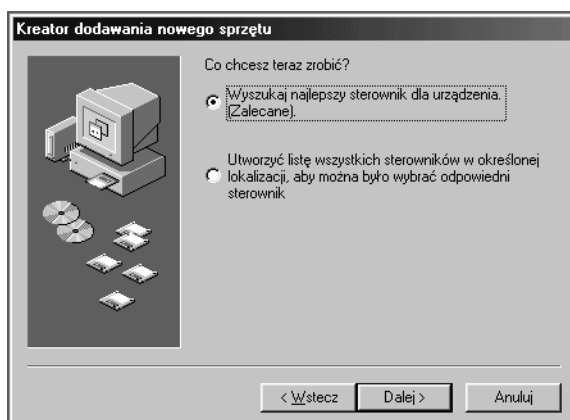 Kreator dodawania nowego sprzętu
Co chcesz teraz zrobić?
Wyszukaj najlepszy sterownik dla urządzenia.
(Zalecane).
Utworzyć listę wszystkich sterowników w określonej
lokalizacji, aby można było wybrać odpowiedni
sterownik
< Wstecz
Dalej >
Anuluj